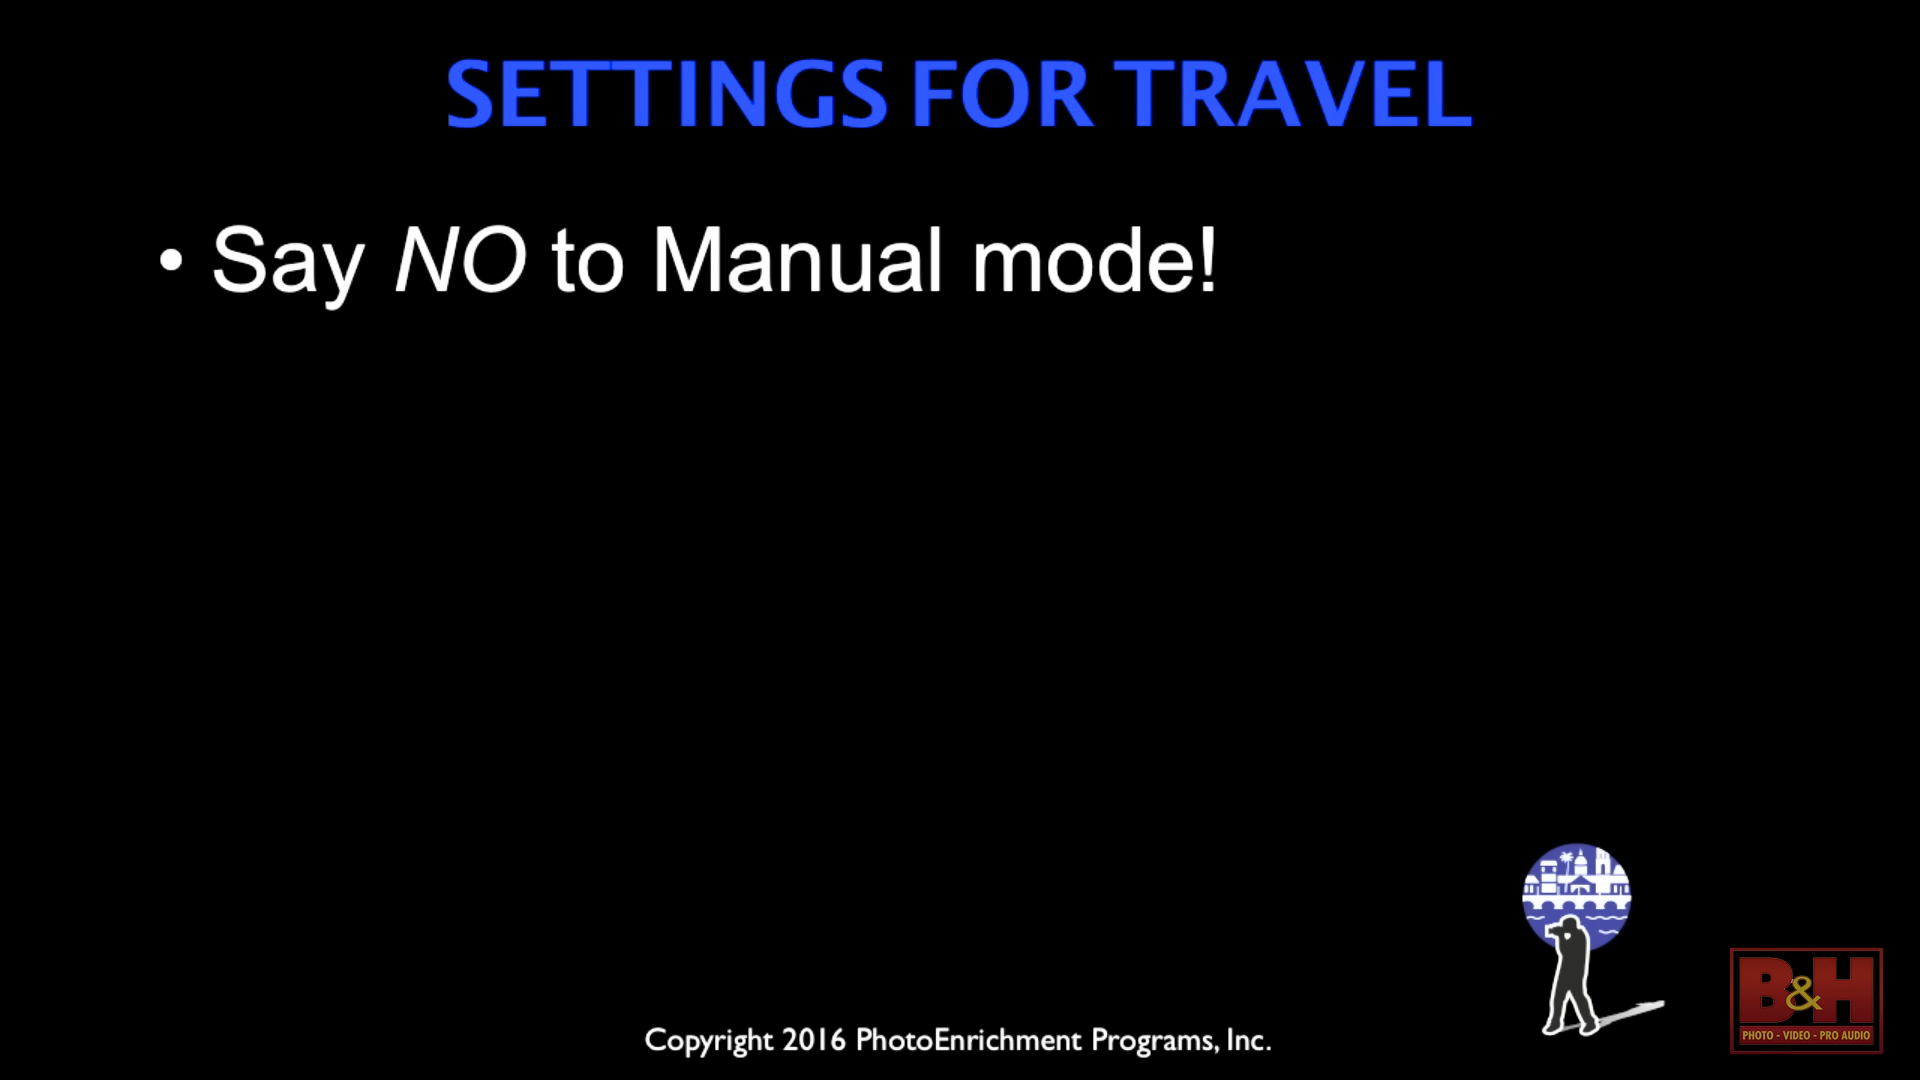 SETTINGS FOR TRAVEL
• Say NO to Manual mode!
B&H
PHOTO - VIDEO - PRO AUDIO
Copyright 2016 PhotoEnrichment Programs, Inc.